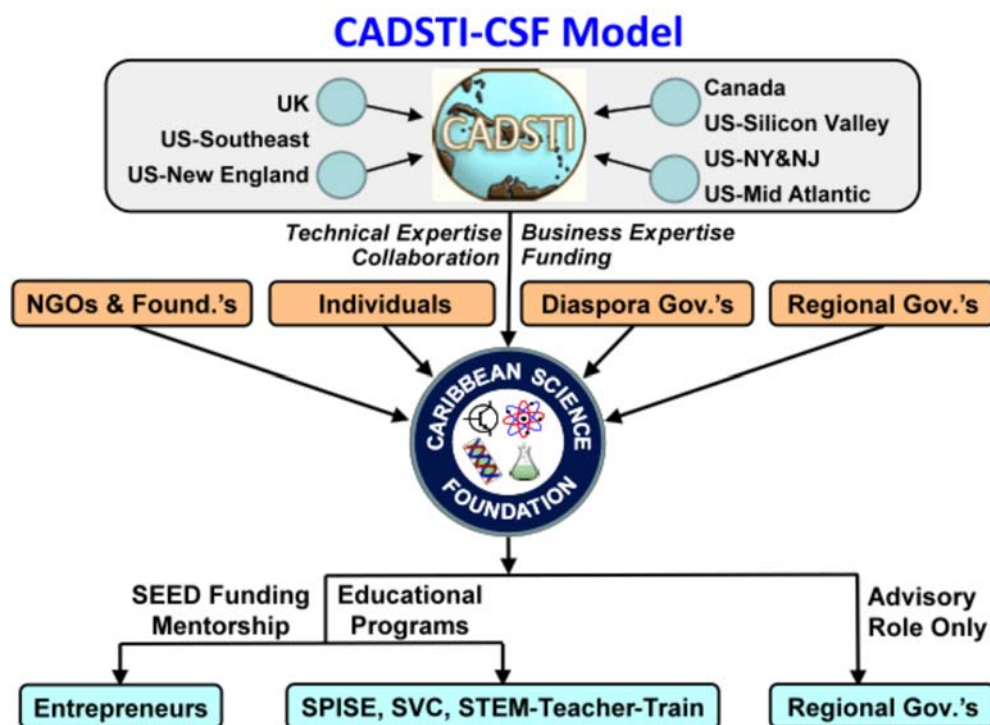 CADSTI-CSF Model
UK
US-Southeast
US-New England
CADSTI
Canada
US-Silicon Valley
US-NY&NJ
US-Mid Atlantic
Technical Expertise
Collaboration
Business Expertise
Funding
NGOs & Found.'s
Individuals
Diaspora Gov.'s
Regional Gov.'s
CARIBBEAN SCIENCE
FOUNDATION
SEED Funding
Mentorship
Educational
Programs
Advisory
Role Only
Entrepreneurs
SPISE, SVC, STEM-Teacher-Train
Regional Gov.'s